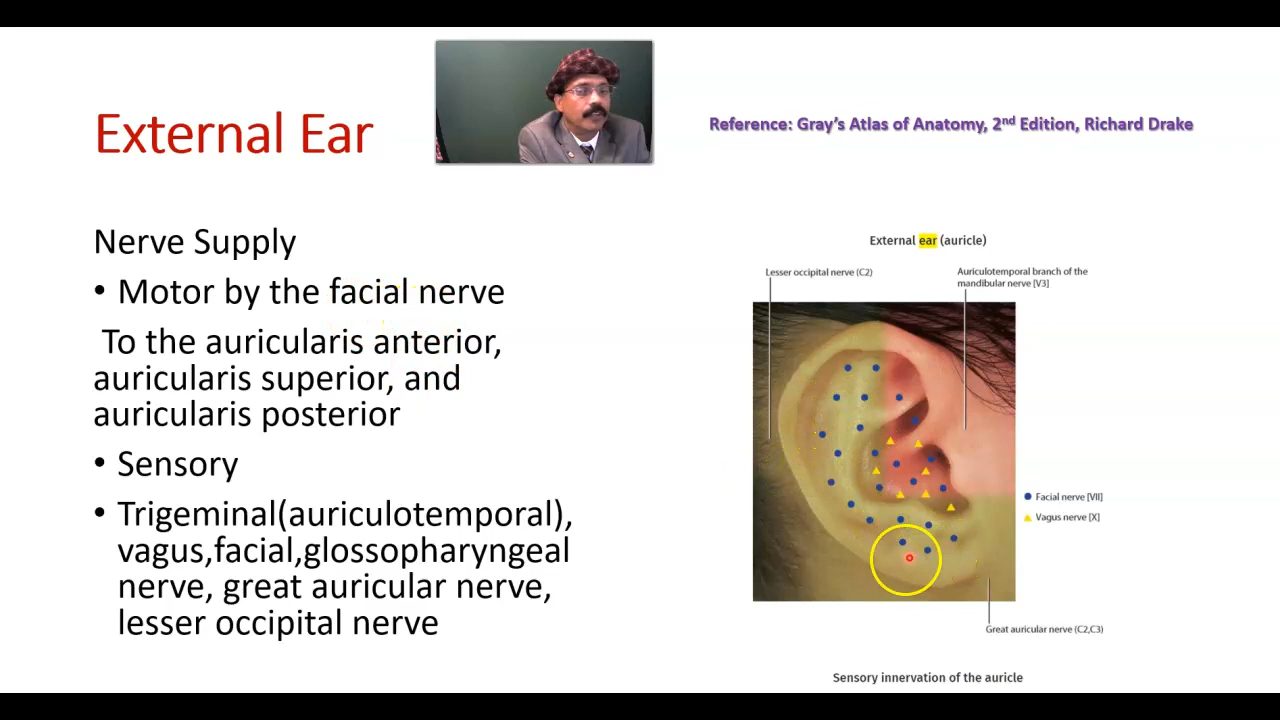 External Ear
Reference: Gray's Atlas of Anatomy, 2nd Edition, Richard Drake
Nerve Supply
• Motor by the facial nerve
To the auricularis anterior,
auricularis superior, and
auricularis posterior
• Sensory
• Trigeminal(auriculotemporal),
vagus,facial,glossopharyngeal
nerve, great auricular nerve,
lesser occipital nerve
External ear (auricle)
Lesser occipital nerve (C2)
Auriculotemporal branch of the
mandibular nerve [V3]
Facial nerve [VII]
Vagus nerve [X]
Great auricular nerve (C2,C3)
Sensory innervation of the auricle